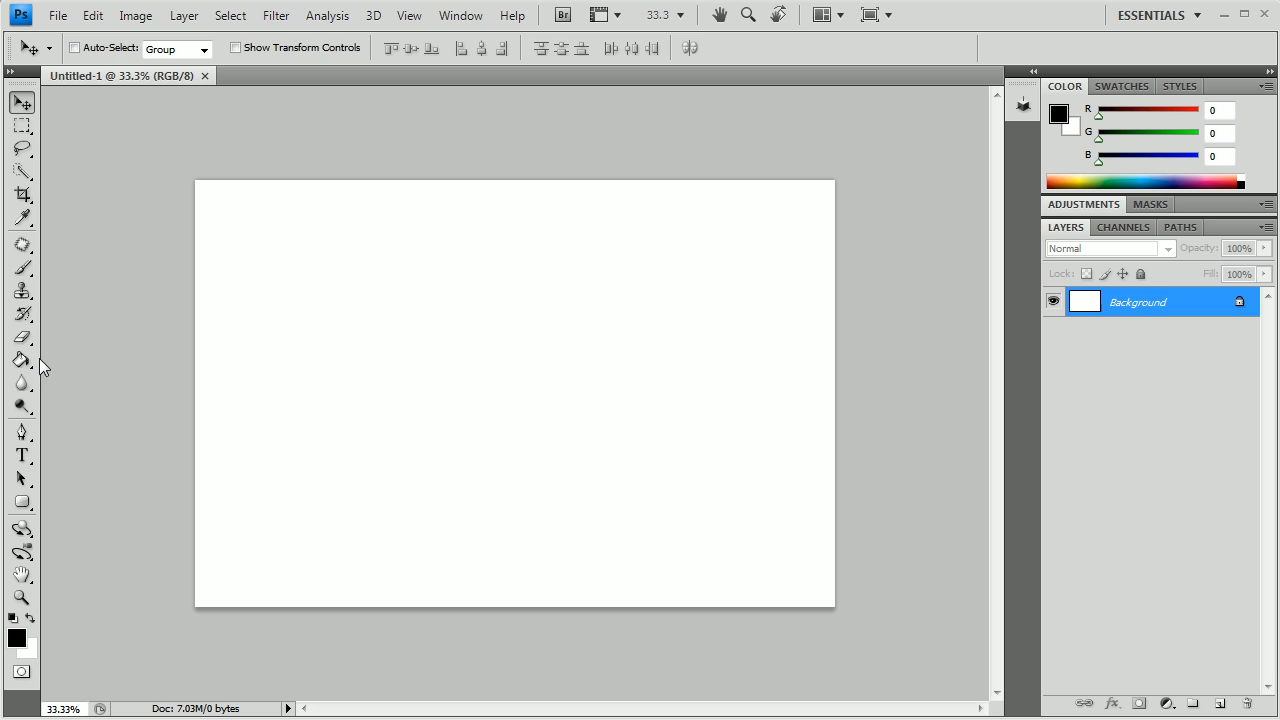 Ps File Edit Image Layer Select Filter Analysis 3D View Window Help Br 33.3 ESSENTIALS
Auto-Select: Group Show Transform Controls
Untitled-1 @ 33.3% (RGB/8)
COLOR SWATCHES STYLES
R 0
G 0
B 0
ADJUSTMENTS MASKS
LAYERS CHANNELS PATHS
Normal Opacity: 100%
Lock: Fill: 100%
Background
T
fx
33.33% Doc: 7.03M/0 bytes